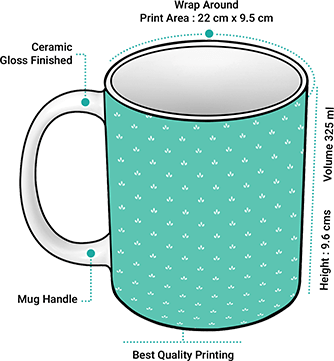 Wrap Around
Print Area : 22 cm x 9.5 cm
Ceramic
Gloss Finished
Volume 325 ml
Height : 9.6 cms
Mug Handle
Best Quality Printing